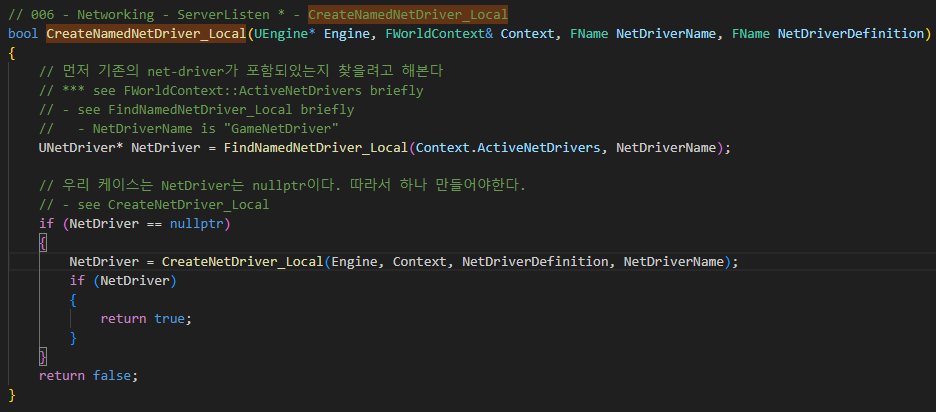 // 006 - Networking - ServerListen * - CreateNamedNetDriver_Local
bool CreateNamedNetDriver_Local(UEngine* Engine, FWorldContext& Context, FName NetDriverName, FName NetDriverDefinition)
{
// 먼저 기존의 net-driver가 포함되있는지 찾을려고 해본다
// *** see FWorldContext::ActiveNetDrivers briefly
// - see FindNamedNetDriver_Local briefly
//   - NetDriverName is "GameNetDriver"
UNetDriver* NetDriver = FindNamedNetDriver_Local(Context.ActiveNetDrivers, NetDriverName);
// 우리 케이스는 NetDriver는 nullptr이다. 따라서 하나 만들어야한다.
// - see CreateNetDriver_Local
if (NetDriver == nullptr)
{
NetDriver = CreateNetDriver_Local(Engine, Context, NetDriverDefinition, NetDriverName);
if (NetDriver)
{
return true;
}
}
return false;
}